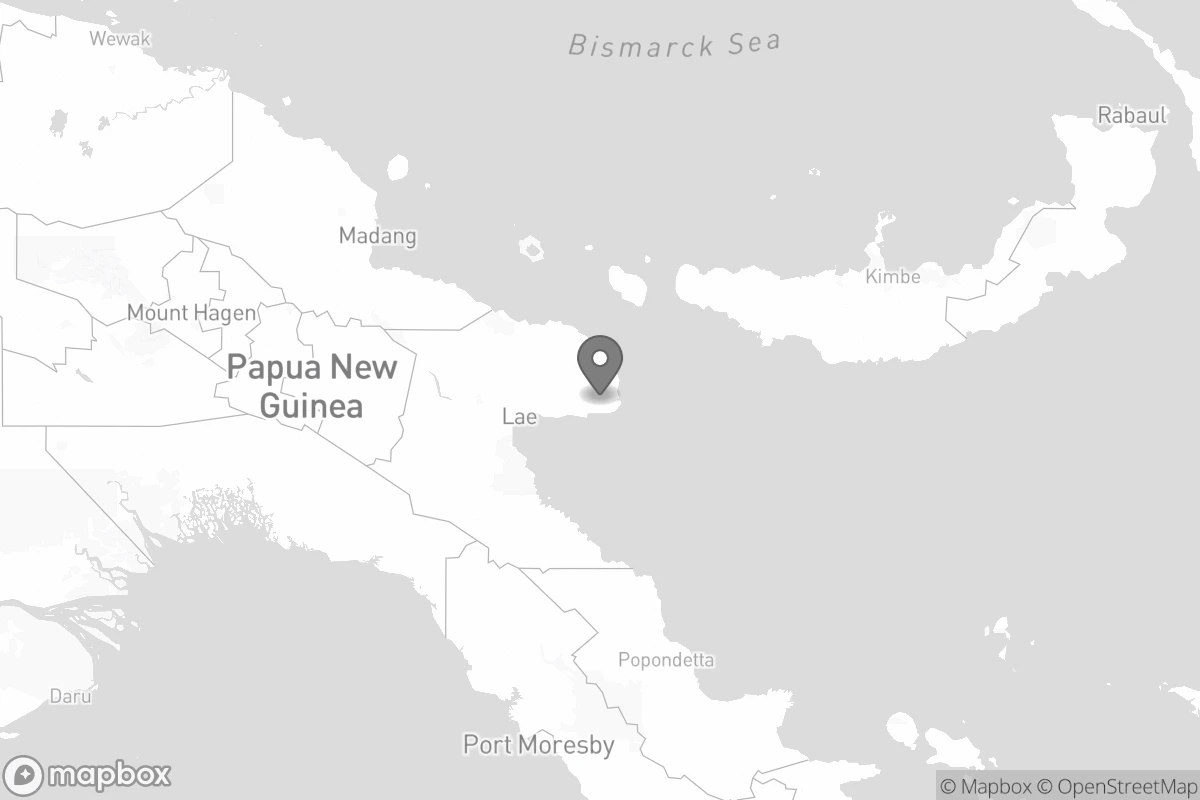 Wewak
Bismarck Sea
Rabaul
Madang
Kimbe
Mount Hagen
Papua New
Guinea
Lae
Popondetta
Daru
Port Moresby
mapbox
© Mapbox © OpenStreetMap